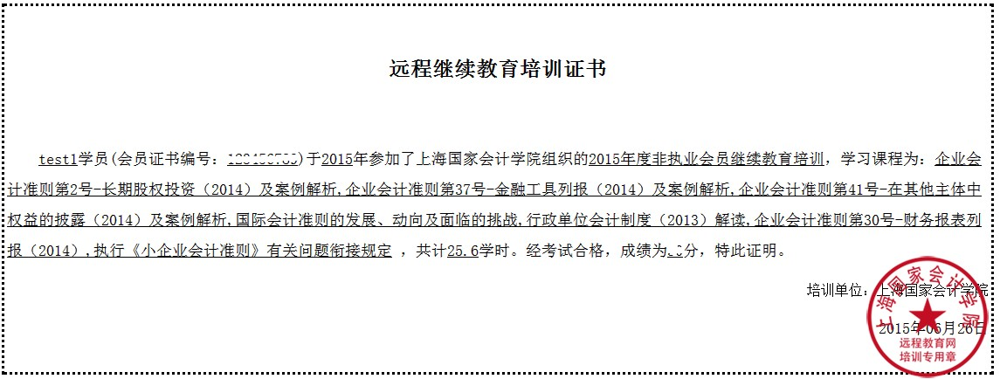 远程继续教育培训证书
test1学员(会员证书编号: )于2015年参加了上海国家会计学院组织的2015年度非执业会员继续教育培训，学习课程为：企业会
计准则第2号-长期股权投资（2014）及案例解析,企业会计准则第37号-金融工具列报（2014）及案例解析,企业会计准则第41号-在其他主体中
权益的披露（2014）及案例解析,国际会计准则的发展、动向及面临的挑战,行政单位会计制度（2013）解读,企业会计准则第30号-财务报表列
报（2014）,执行《小企业会计准则》有关问题衔接规定 ，共计25.6学时。经考试合格，成绩为 分，特此证明。
培训单位：上海国家会计学院
2015年06月26日
上海国家会计学院
远程教育网
培训专用章